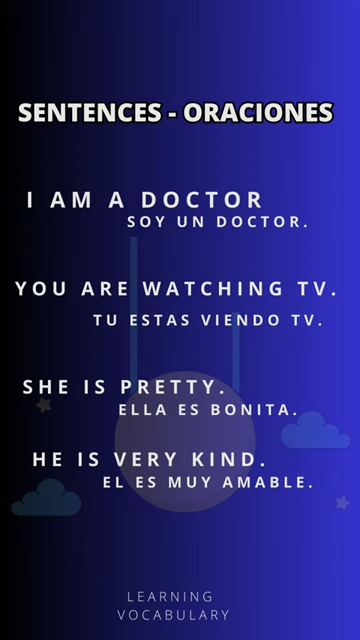 SENTENCES - ORACIONES
I AM A DOCTOR
SOY UN DOCTOR.
YOU ARE WATCHING TV.
TU ESTAS VIENDO TV.
SHE IS PRETTY.
ELLA ES BONITA.
HE IS VERY KIND.
EL ES MUY AMABLE.
LEARNING
VOCABULARY